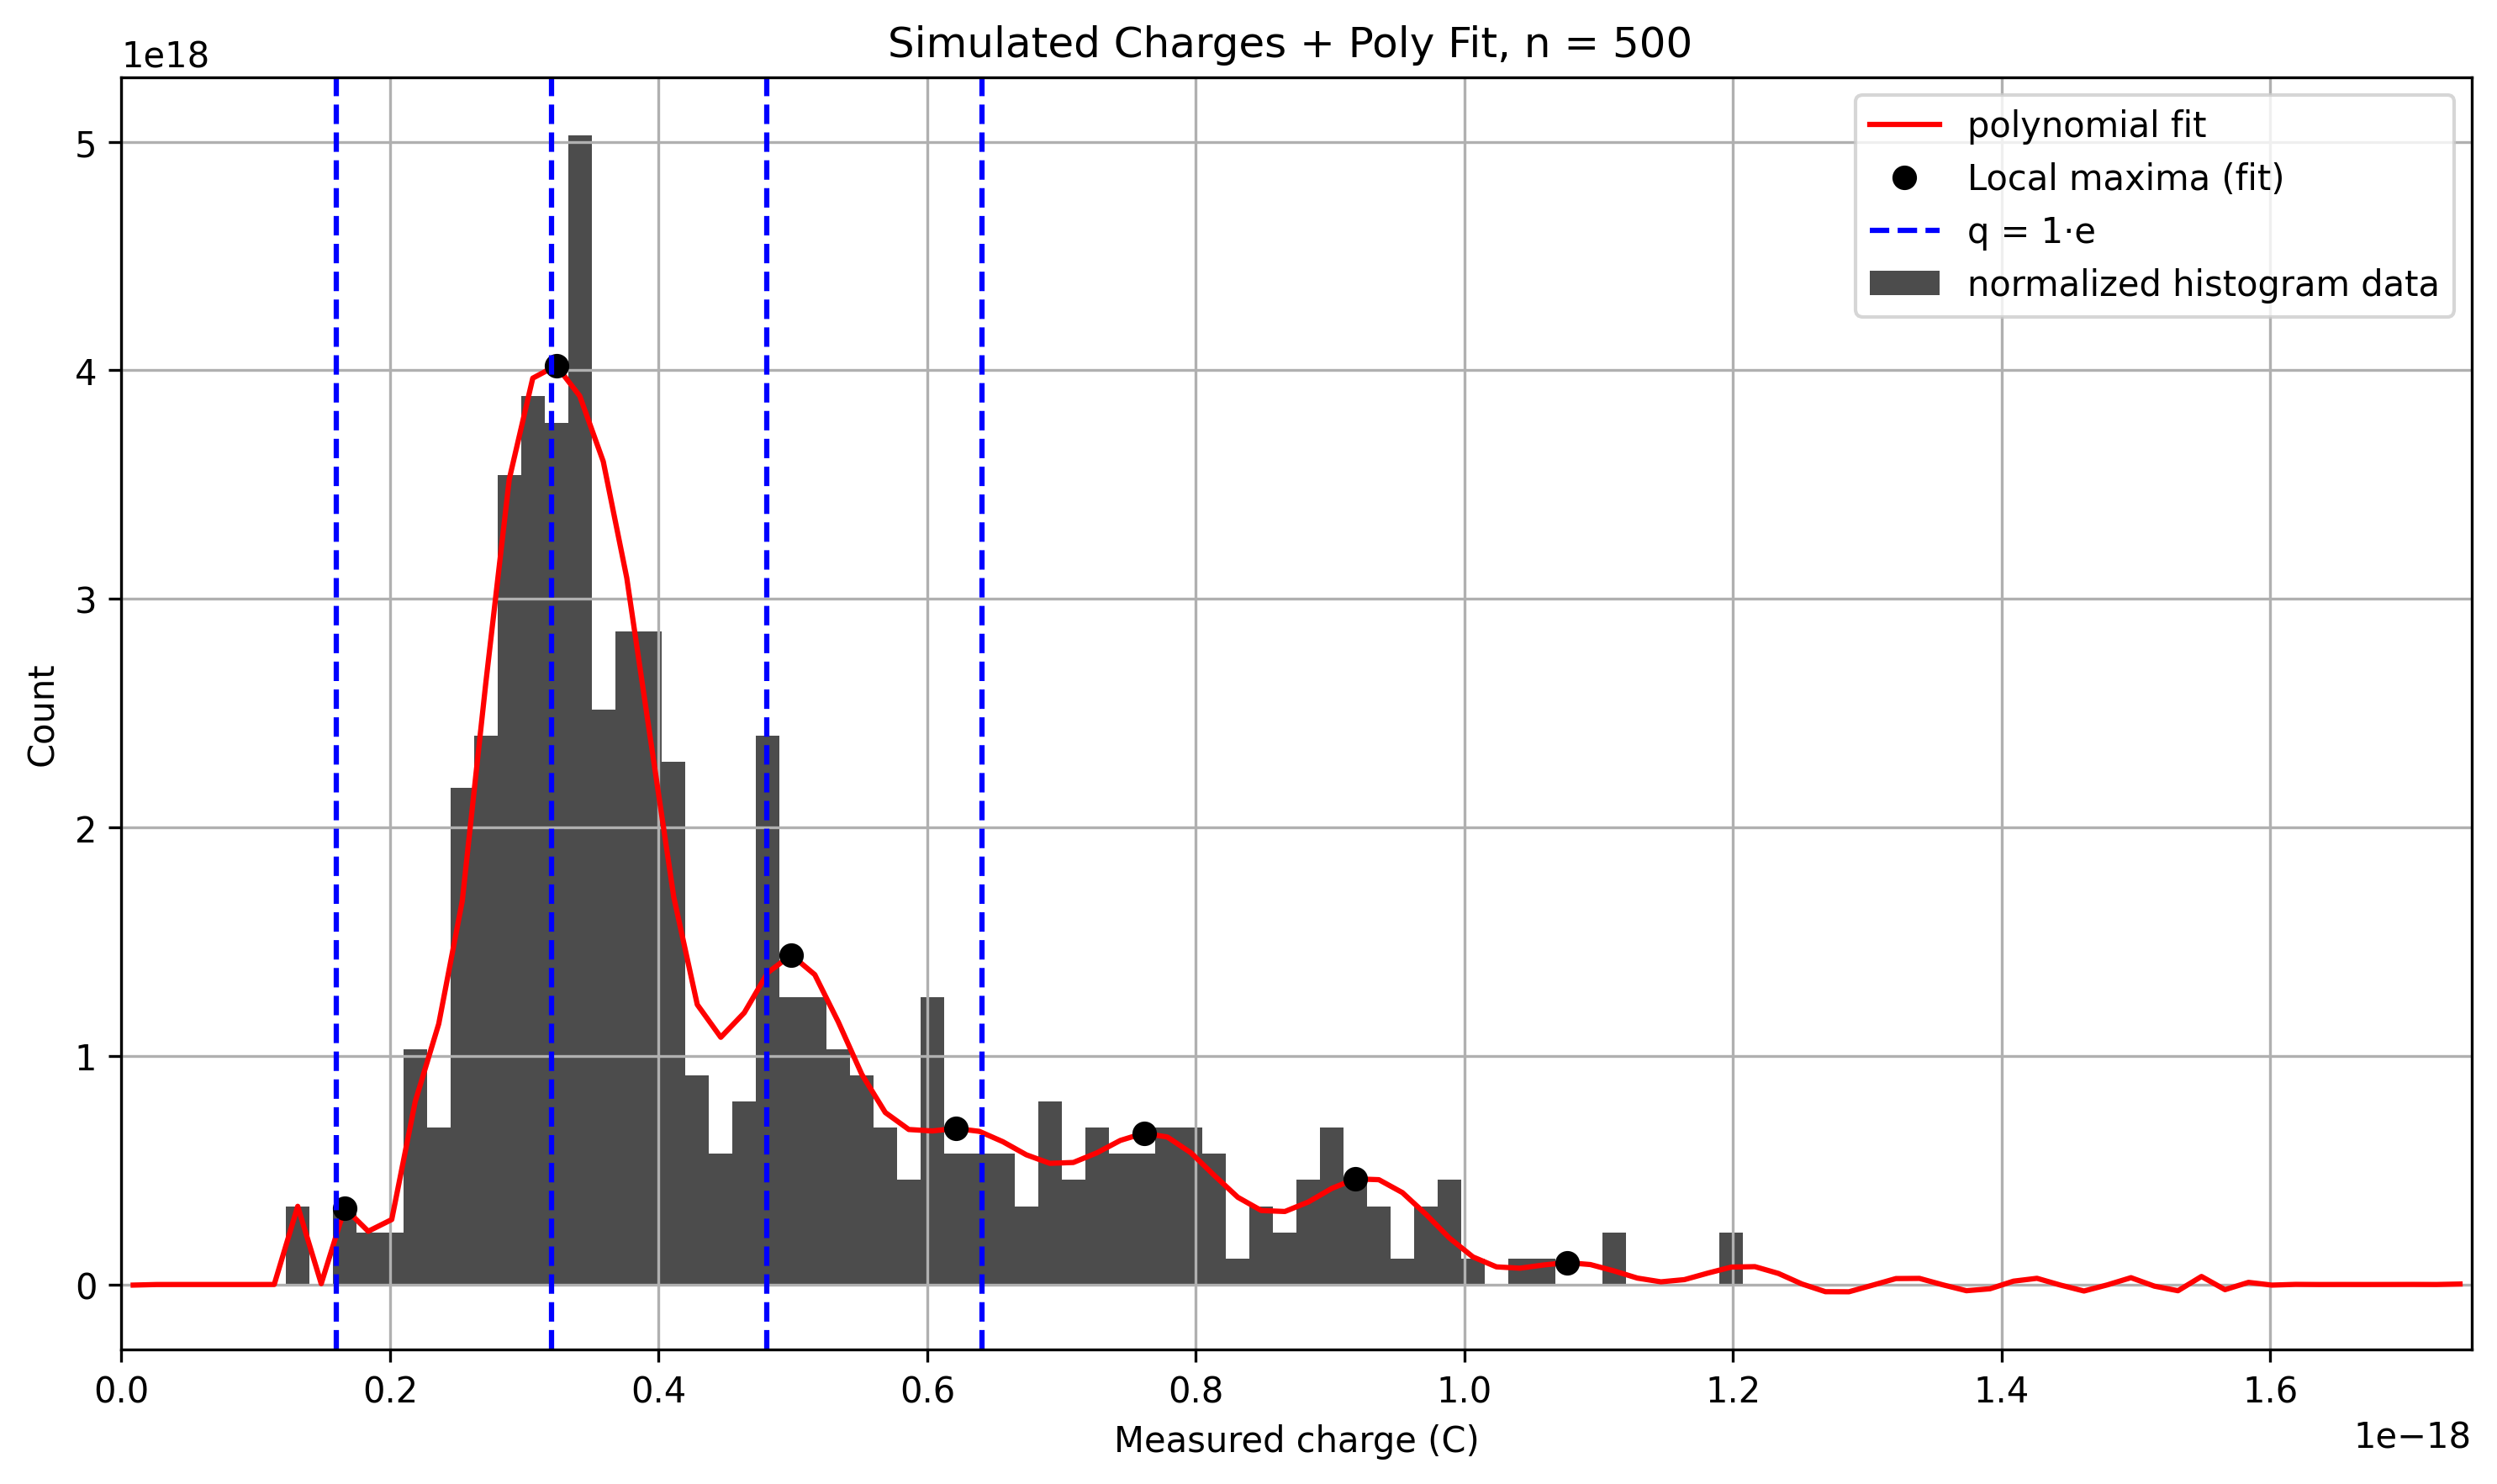 Simulated Charges + Poly Fit, n = 500
1e18
polynomial fit
Local maxima (fit)
q = 1·e
normalized histogram data
5
4
3
2
1
0
Count
0.0 0.2 0.4 0.6 0.8 1.0 1.2 1.4 1.6
1e−18
Measured charge (C)